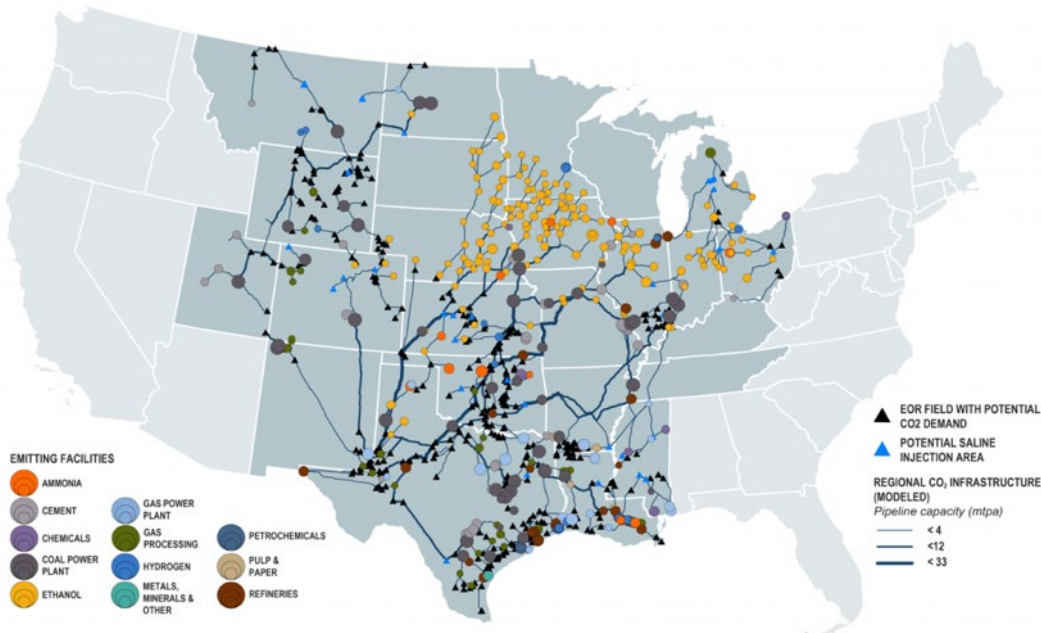 EMITTING FACILITIES
AMMONIA
CEMENT
CHEMICALS
COAL POWER
PLANT
ETHANOL
GAS POWER
PLANT
GAS
PROCESSING
HYDROGEN
METALS,
MINERALS &
OTHER
PETROCHEMICALS
PULP &
PAPER
REFINERIES
EOR FIELD WITH POTENTIAL
CO2 DEMAND
POTENTIAL SALINE
INJECTION AREA
REGIONAL CO₂ INFRASTRUCTURE
(MODELED)
Pipeline capacity (mtpa)
< 4
<12
< 33